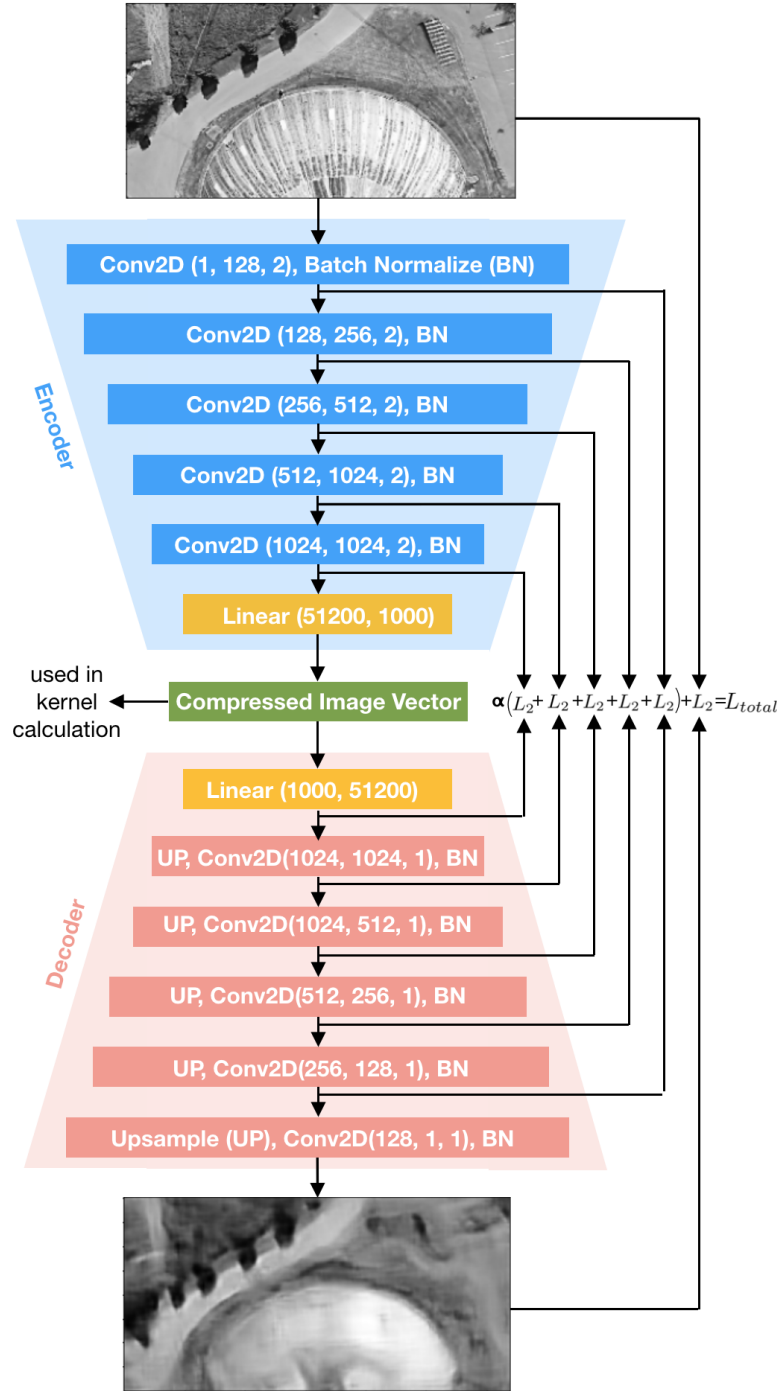 Conv2D (1, 128, 2), Batch Normalize (BN)
Conv2D (128, 256, 2), BN
Conv2D (256, 512, 2), BN
Encoder
Conv2D (512, 1024, 2), BN
Conv2D (1024, 1024, 2), BN
Linear (51200, 1000)
used in
kernel
calculation
Compressed Image Vector
α(L₂+ L₂ +L₂ +L₂ +L₂)+L₂=L_total
Linear (1000, 51200)
UP, Conv2D(1024, 1024, 1), BN
Decoder
UP, Conv2D(1024, 512, 1), BN
UP, Conv2D(512, 256, 1), BN
UP, Conv2D(256, 128, 1), BN
Upsample (UP), Conv2D(128, 1, 1), BN